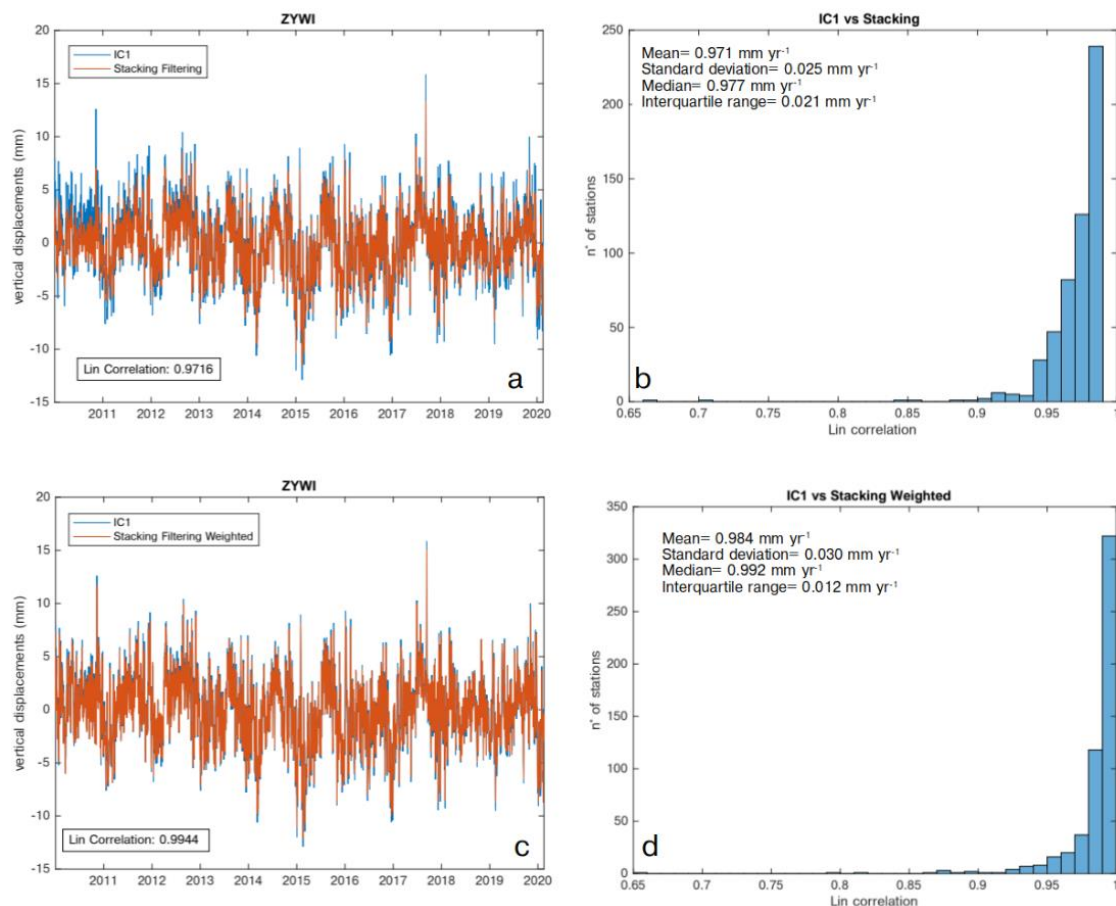 ZYWI
20
15
10
5
0
-5
-10
-15
vertical displacements (mm)
IC1
Stacking Filtering
Lin Correlation: 0.9716
a
2011 2012 2013 2014 2015 2016 2017 2018 2019 2020
IC1 vs Stacking
250
200
150
100
50
0
n° of stations
Mean= 0.971 mm yr⁻¹
Standard deviation= 0.025 mm yr⁻¹
Median= 0.977 mm yr⁻¹
Interquartile range= 0.021 mm yr⁻¹
b
0.65 0.7 0.75 0.8 0.85 0.9 0.95 1
Lin correlation
ZYWI
20
15
10
5
0
-5
-10
-15
vertical displacements (mm)
IC1
Stacking Filtering Weighted
Lin Correlation: 0.9944
c
2011 2012 2013 2014 2015 2016 2017 2018 2019 2020
IC1 vs Stacking Weighted
350
300
250
200
150
100
50
0
n° of stations
Mean= 0.984 mm yr⁻¹
Standard deviation= 0.030 mm yr⁻¹
Median= 0.992 mm yr⁻¹
Interquartile range= 0.012 mm yr⁻¹
d
0.65 0.7 0.75 0.8 0.85 0.9 0.95 1
Lin correlation